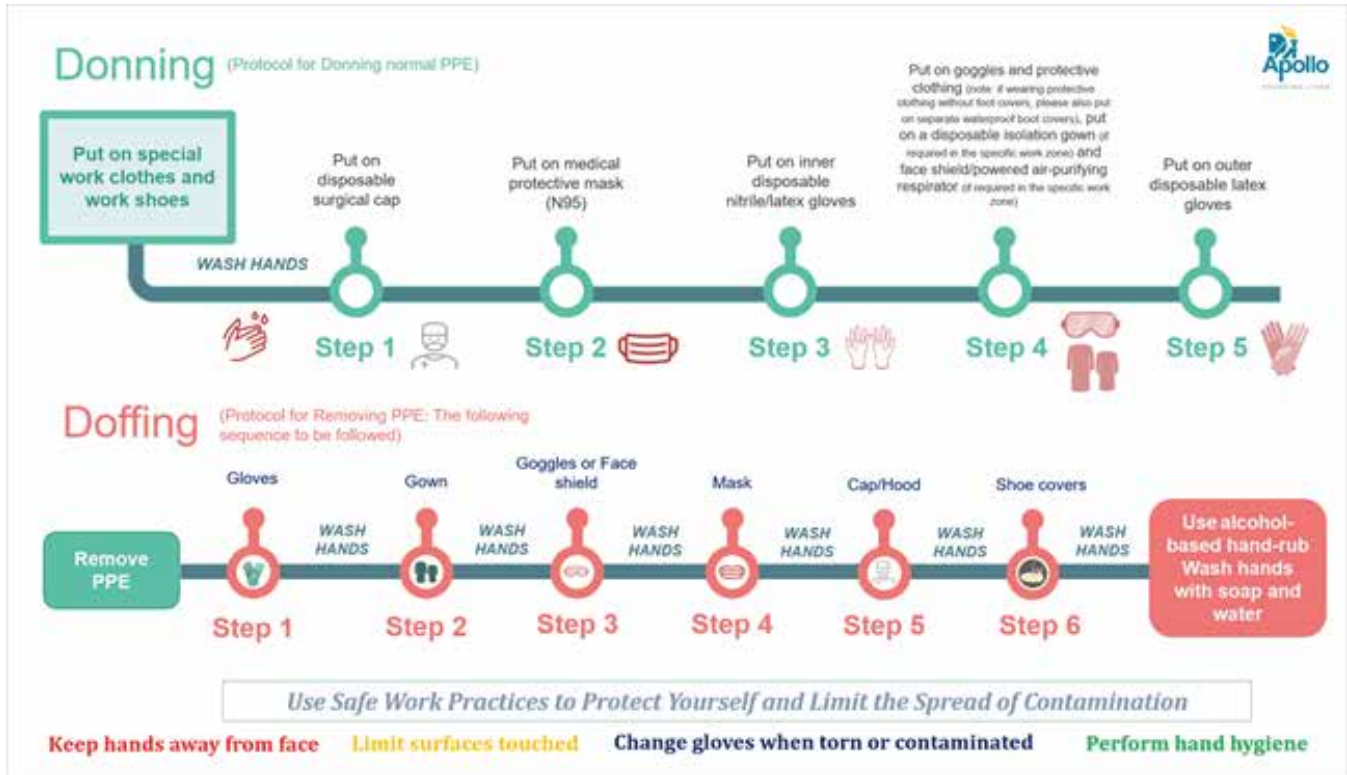 Donning (Protocol for Donning normal PPE)
Apollo
Put on special
work clothes and
work shoes
WASH HANDS
Put on
disposable
surgical cap
Put on medical
protective mask
(N95)
Put on inner
disposable
nitrile/latex gloves
Put on goggles and protective
clothing (note: if wearing protective
clothing without foot covers, please also put
on separate waterproof boot covers), put
on a disposable isolation gown (if
required in the specific work zone) and
face shield/powered air-purifying
respirator (if required in the specific work
zone)
Put on outer
disposable latex
gloves
Step 1
Step 2
Step 3
Step 4
Step 5
Doffing (Protocol for Removing PPE: The following
sequence to be followed)
Remove
PPE
Gloves
Step 1
WASH
HANDS
Gown
Step 2
WASH
HANDS
Goggles or Face
shield
Step 3
WASH
HANDS
Mask
Step 4
WASH
HANDS
Cap/Hood
Step 5
WASH
HANDS
Shoe covers
Step 6
WASH
HANDS
Use alcohol-
based hand-rub
Wash hands
with soap and
water
Use Safe Work Practices to Protect Yourself and Limit the Spread of Contamination
Keep hands away from face
Limit surfaces touched
Change gloves when torn or contaminated
Perform hand hygiene